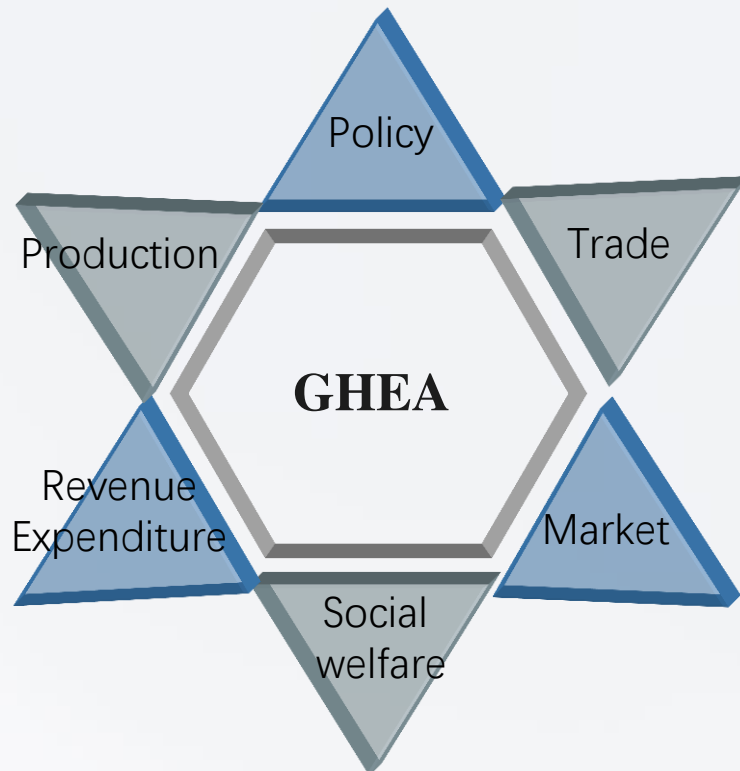 Policy
Production
Trade
GHEA
Revenue
Expenditure
Market
Social
welfare